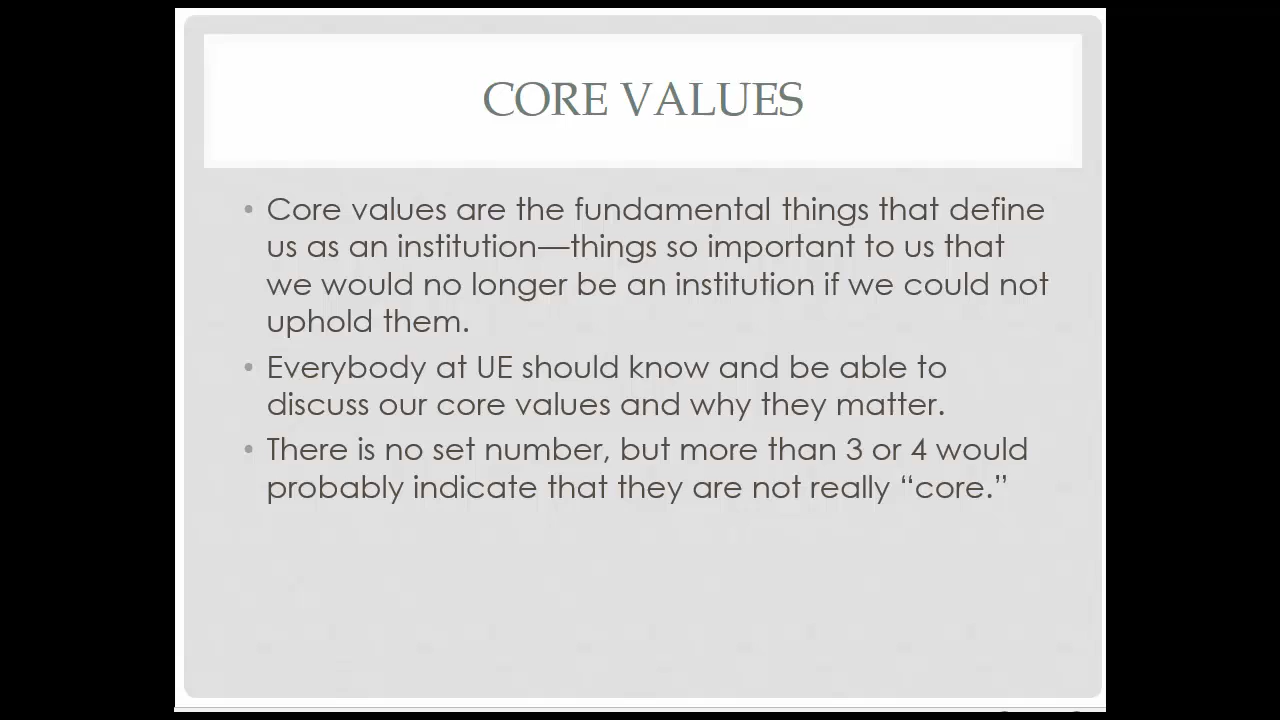 CORE VALUES
• Core values are the fundamental things that define
us as an institution—things so important to us that
we would no longer be an institution if we could not
uphold them.
• Everybody at UE should know and be able to
discuss our core values and why they matter.
• There is no set number, but more than 3 or 4 would
probably indicate that they are not really “core.”